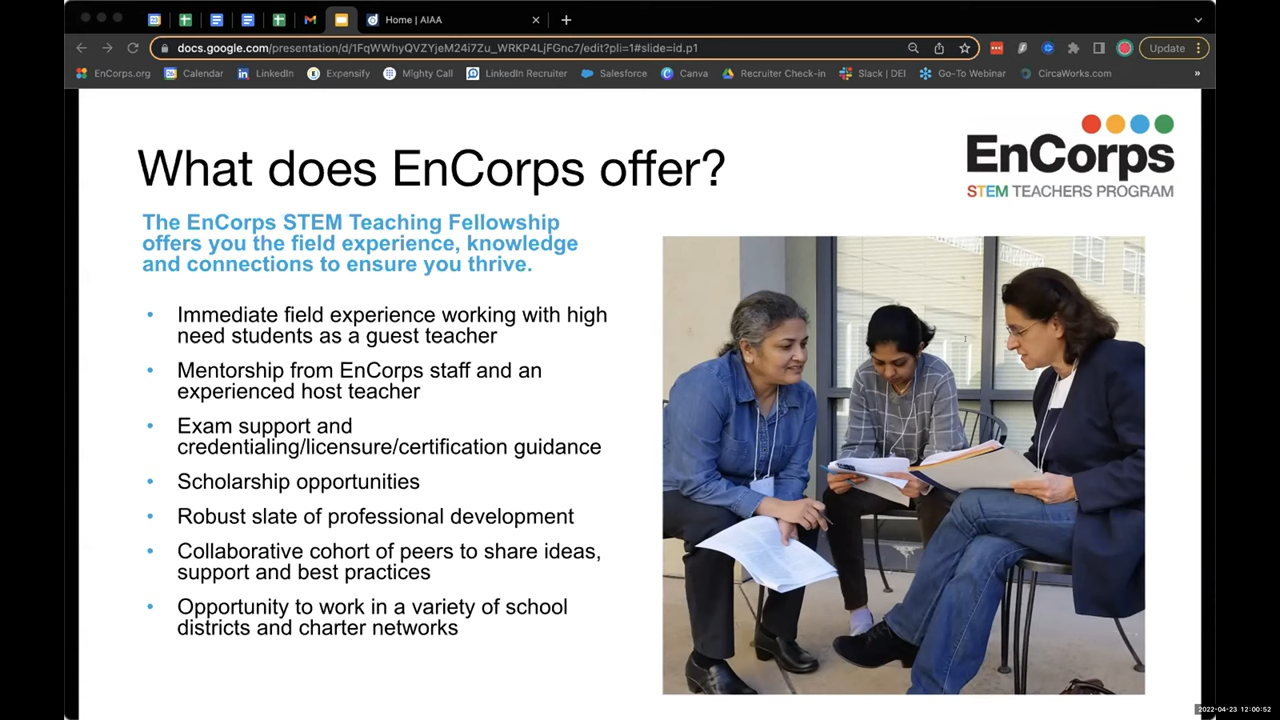 Home | AIAA
docs.google.com/presentation/d/1FqWWhyQVZYjeM24i7Zu_WRKP4LjFGnc7/edit?pli=1#slide=id.p1
Update
EnCorps.org
Calendar
LinkedIn
Expensify
Mighty Call
LinkedIn Recruiter
Salesforce
Canva
Recruiter Check-in
Slack | DEI
Go-To Webinar
CircaWorks.com
»
What does EnCorps offer?
EnCorps
STEM TEACHERS PROGRAM
The EnCorps STEM Teaching Fellowship
offers you the field experience, knowledge
and connections to ensure you thrive.
• Immediate field experience working with high
need students as a guest teacher
• Mentorship from EnCorps staff and an
experienced host teacher
• Exam support and
credentialing/licensure/certification guidance
• Scholarship opportunities
• Robust slate of professional development
• Collaborative cohort of peers to share ideas,
support and best practices
• Opportunity to work in a variety of school
districts and charter networks
2022-04-23 12:00:52